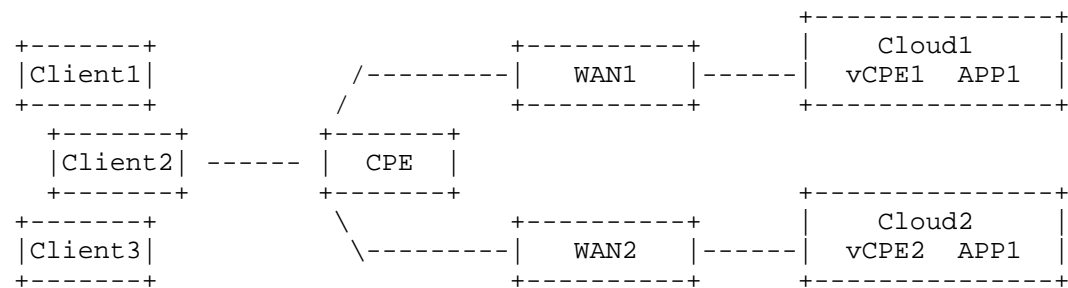 Cloud1
Client1 WAN1 vCPE1 APP1
Client2 CPE
Cloud2
Client3 WAN2 vCPE2 APP1